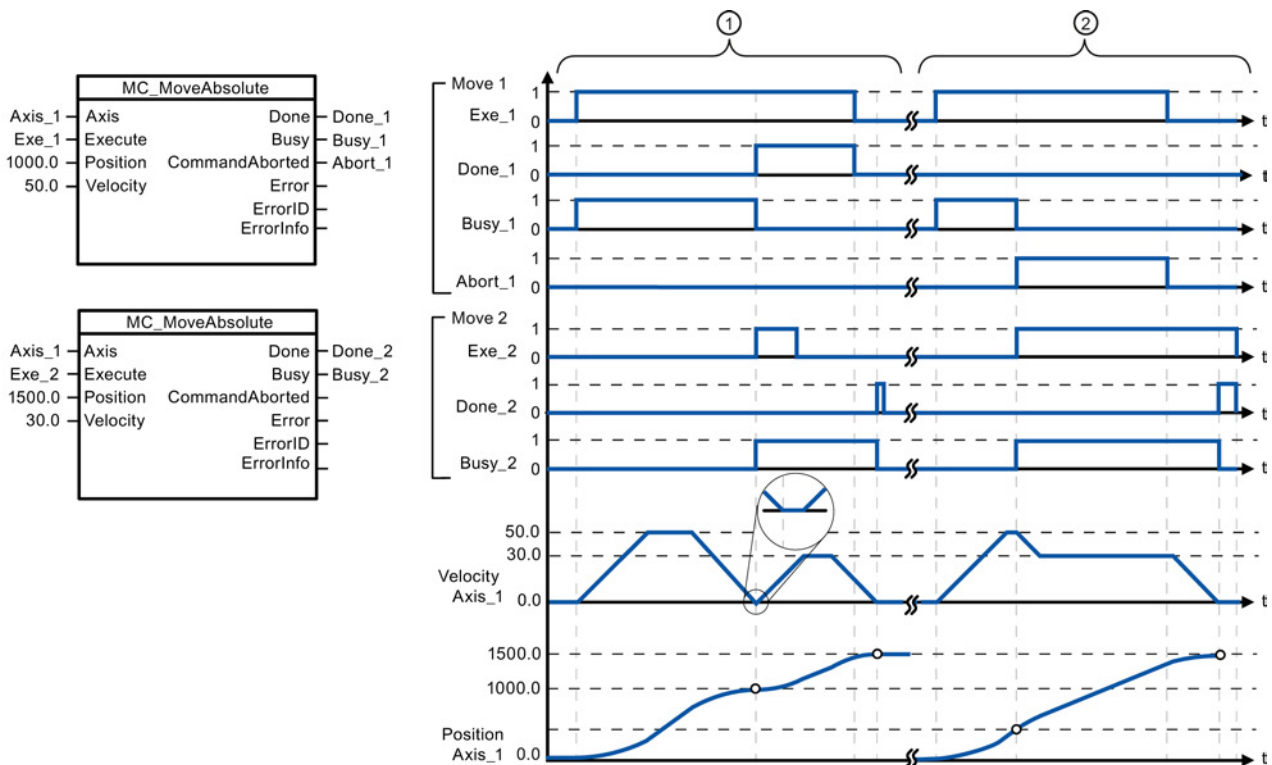 1
2
MC_MoveAbsolute
Axis_1 Axis Done Done_1
Exe_1 Execute Busy Busy_1
1000.0 Position CommandAborted Abort_1
50.0 Velocity Error
ErrorID
ErrorInfo
MC_MoveAbsolute
Axis_1 Axis Done Done_2
Exe_2 Execute Busy Busy_2
1500.0 Position CommandAborted
30.0 Velocity Error
ErrorID
ErrorInfo
Move 1
1
Exe_1
0
t
1
Done_1
0
t
1
Busy_1
0
t
1
Abort_1
0
t
Move 2
1
Exe_2
0
t
1
Done_2
0
t
1
Busy_2
0
t
50.0
30.0
Velocity
Axis_1
0.0
t
1500.0
1000.0
Position
Axis_1
0.0
t